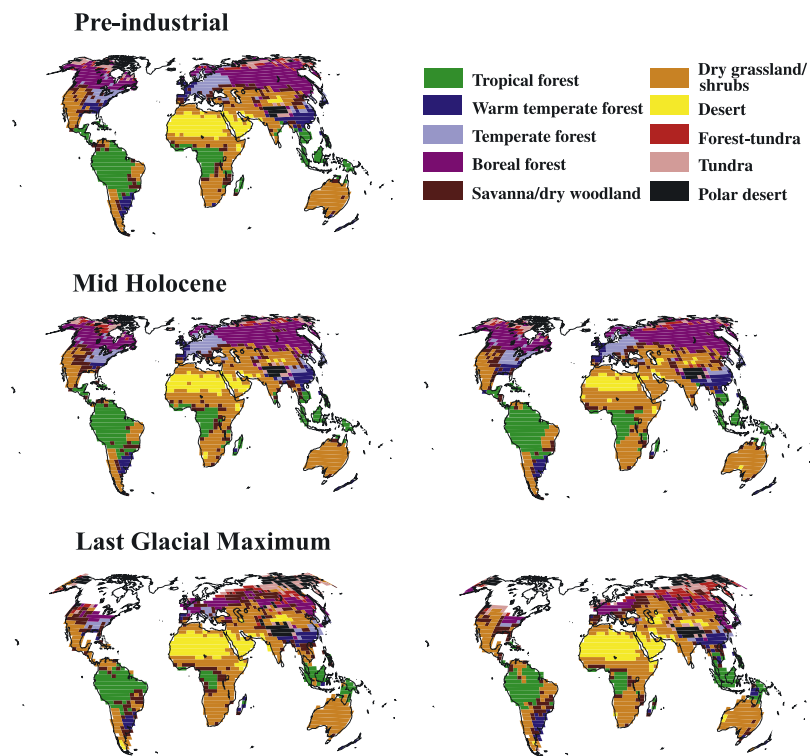 Pre-industrial
Tropical forest
Warm temperate forest
Temperate forest
Boreal forest
Savanna/dry woodland
Dry grassland/
shrubs
Desert
Forest-tundra
Tundra
Polar desert
Mid Holocene
Last Glacial Maximum